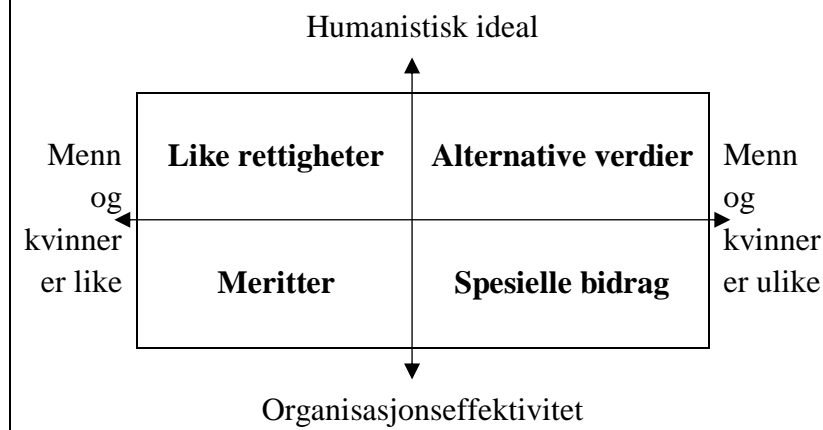 Humanistisk ideal
Menn
og
kvinner
er like
Like rettigheter
Alternative verdier
Menn
og
kvinner
er ulike
Meritter
Spesielle bidrag
Organisasjonseffektivitet